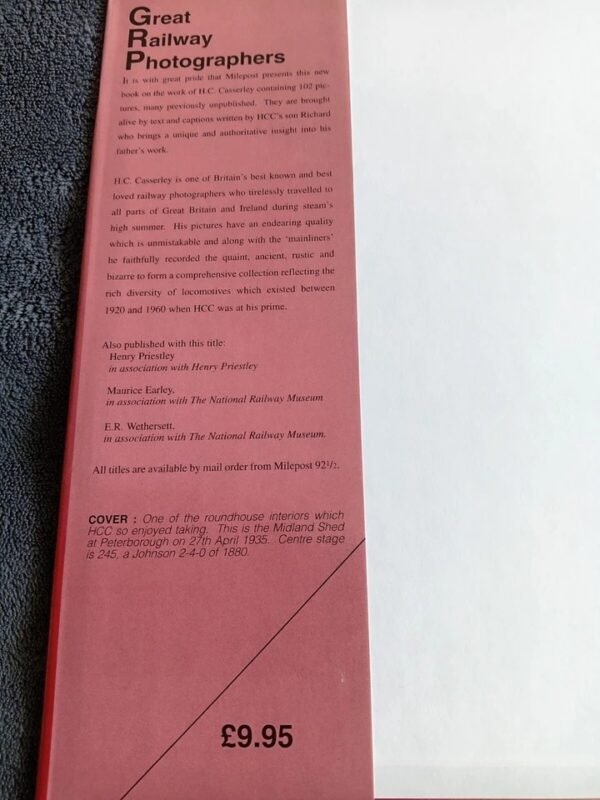 Great
Railway
Photographers
It is with great pride that Milepost presents this new
book on the work of H.C. Casserley containing 102 pic-
tures, many previously unpublished. They are brought
alive by text and captions written by HCC's son Richard
who brings a unique and authoritative insight into his
father's work.
H.C. Casserley is one of Britain's best known and best
loved railway photographers who tirelessly travelled to
all parts of Great Britain and Ireland during steam's
high summer. His pictures have an endearing quality
which is unmistakable and along with the 'mainliners'
he faithfully recorded the quaint, ancient, rustic and
bizarre to form a comprehensive collection reflecting the
rich diversity of locomotives which existed between
1920 and 1960 when HCC was at his prime.
Also published with this title:
Henry Priestley
in association with Henry Priestley
Maurice Earley.
in association with The National Railway Museum
E.R. Wethersett.
in association with The National Railway Museum.
All titles are available by mail order from Milepost 92½.
COVER : One of the roundhouse interiors which
HCC so enjoyed taking. This is the Midland Shed
at Peterborough on 27th April 1935. Centre stage
is 245, a Johnson 2-4-0 of 1880.
£9.95